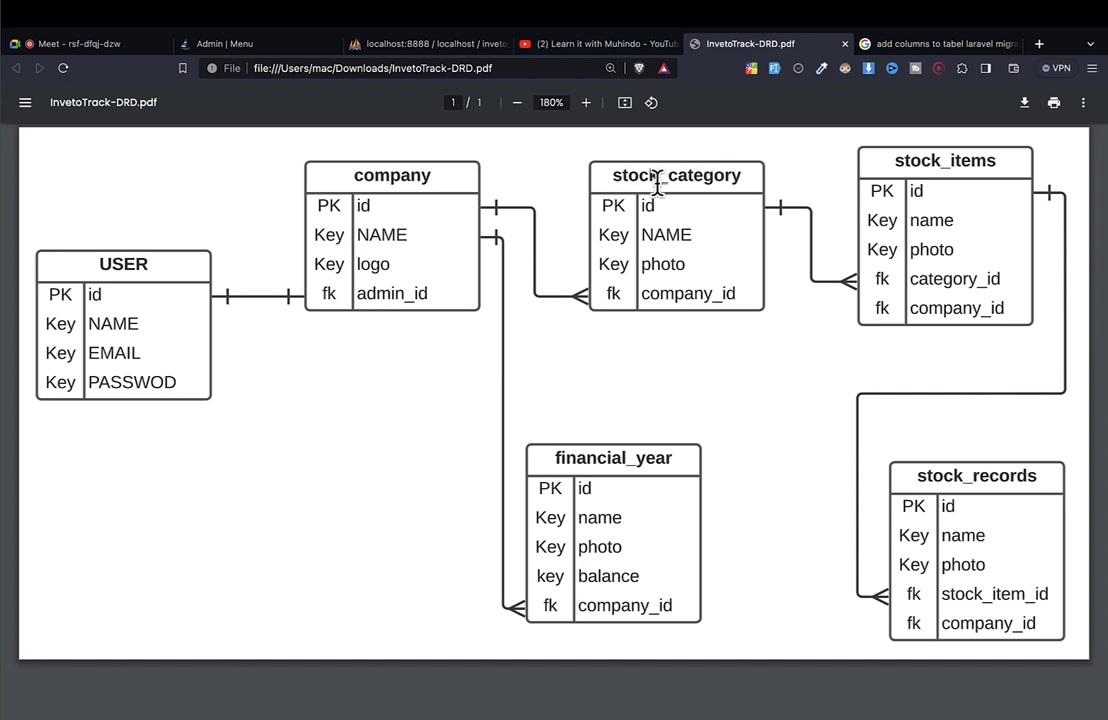 Meet - rsf-dfqj-dzw
Admin | Menu
localhost:8888 / localhost / inveto
(2) Learn it with Muhindo - YouTu
InvetoTrack-DRD.pdf
add columns to tabel laravel migra
File
file:///Users/mac/Downloads/InvetoTrack-DRD.pdf
VPN
InvetoTrack-DRD.pdf
1 / 1
180%
USER
PK id
Key NAME
Key EMAIL
Key PASSWOD
company
PK id
Key NAME
Key logo
fk admin_id
stock_category
PK id
Key NAME
Key photo
fk company_id
stock_items
PK id
Key name
Key photo
fk category_id
fk company_id
financial_year
PK id
Key name
Key photo
key balance
fk company_id
stock_records
PK id
Key name
Key photo
fk stock_item_id
fk company_id